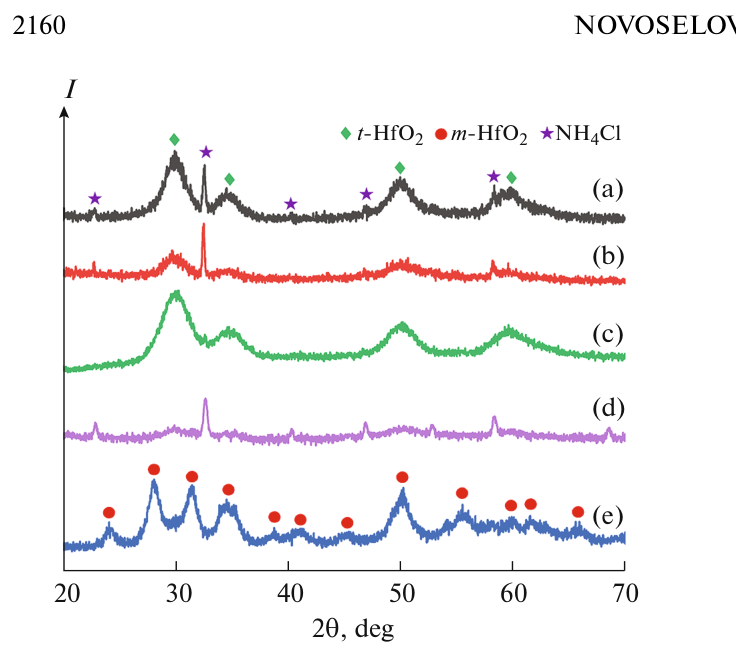 2160
NOVOSELOV
I
t-HfO₂ m-HfO₂ NH₄Cl
(a)
(b)
(c)
(d)
(e)
20 30 40 50 60 70
2θ, deg